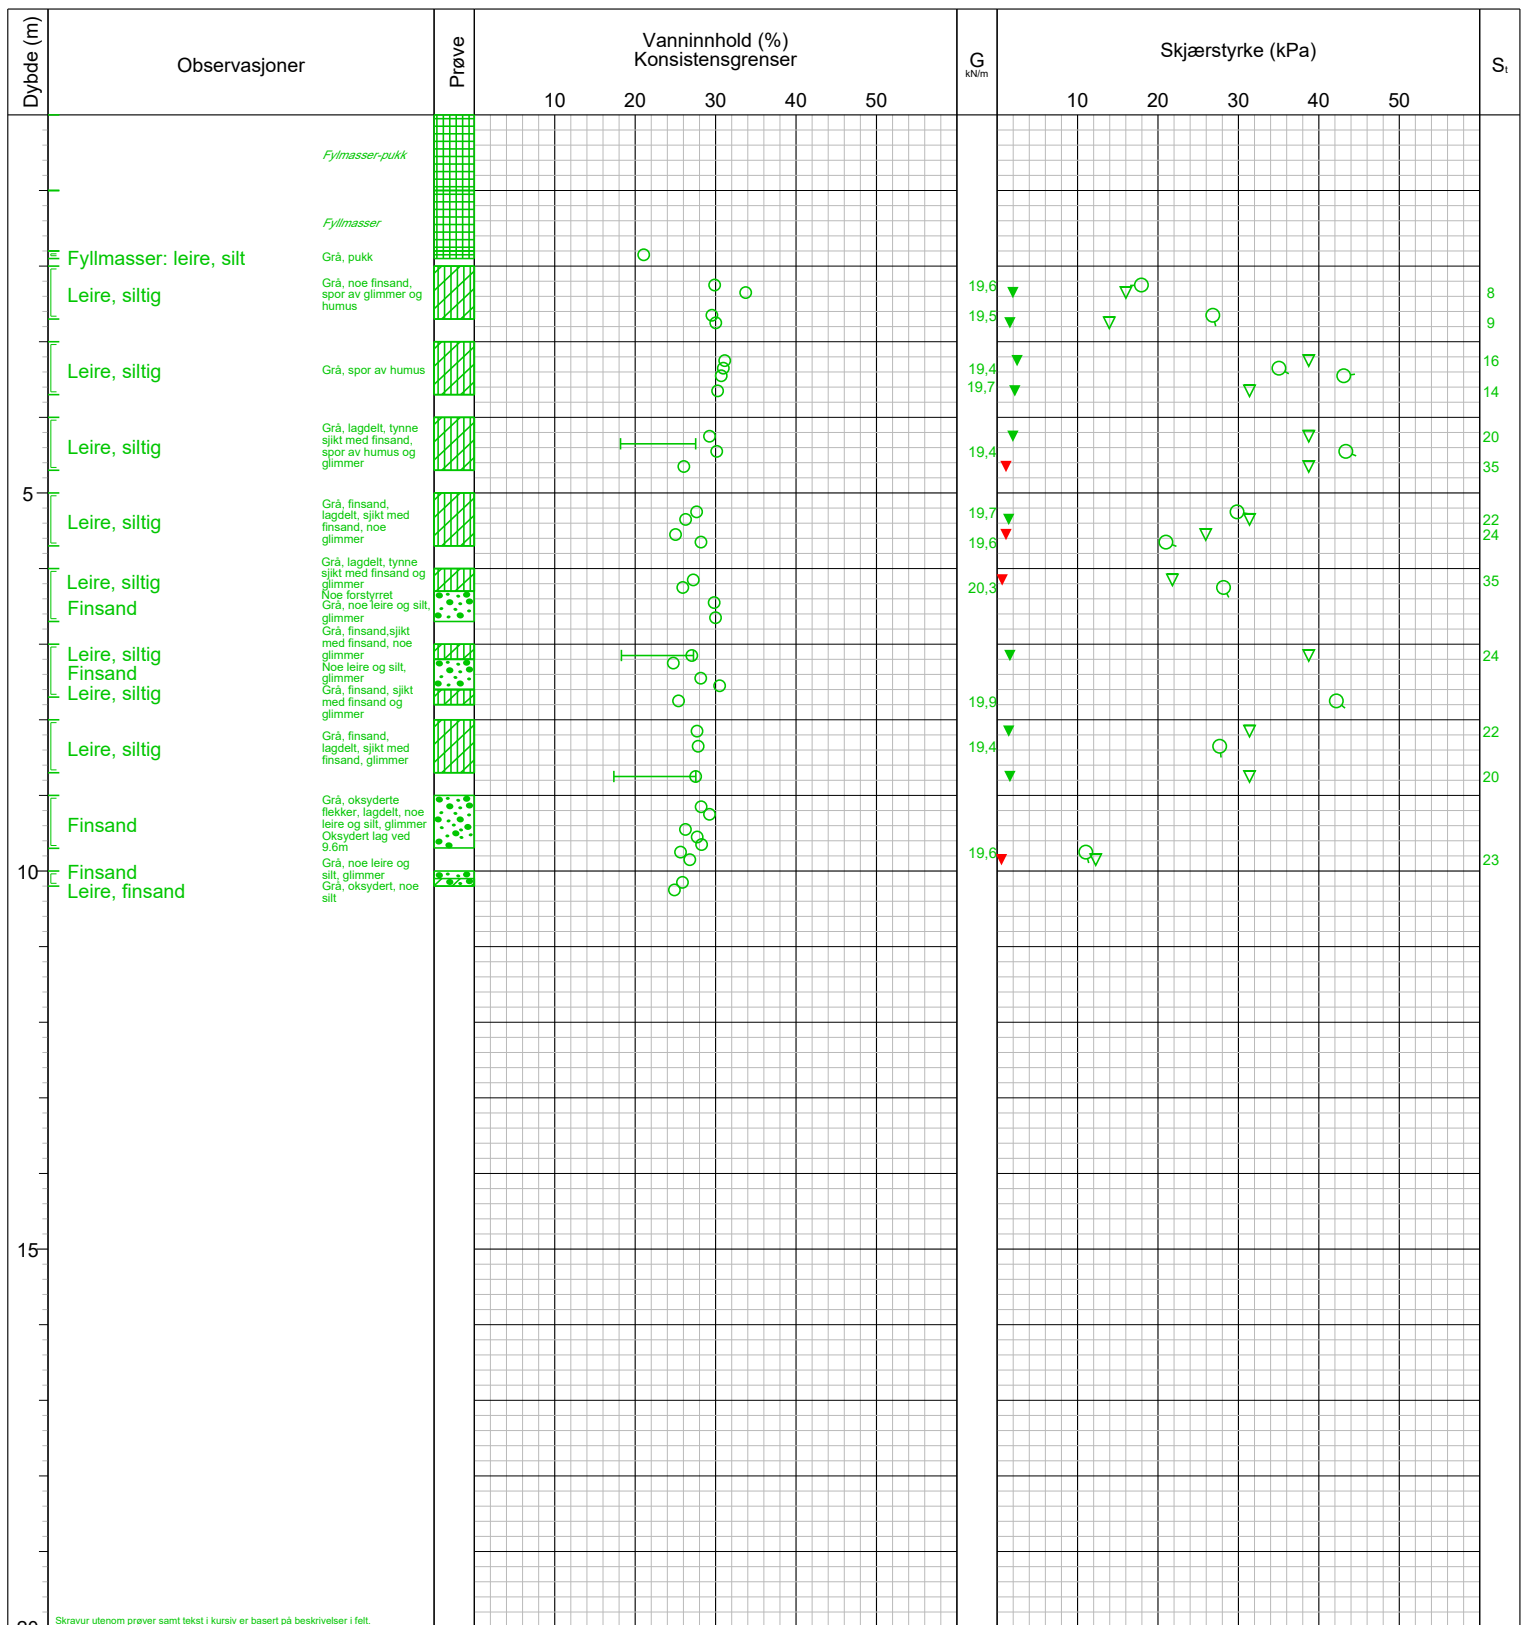 Dybde (m)
Observasjoner
Prøve
Vanninnhold (%)
Konsistensgrenser
10 20 30 40 50
G
kN/m
Skjærstyrke (kPa)
10 20 30 40 50
St
Fylmasser-pukk
Fyllmasser
Fyllmasser: leire, silt
Grå, pukk
Leire, siltig
Grå, noe finsand,
spor av glimmer og
humus
19,6
8
19,5
9
Leire, siltig
Grå, spor av humus
16
19,4
19,7
14
Leire, siltig
Grå, lagdelt, tynne
sjikt med finsand,
spor av humus og
glimmer
20
19,4
35
5
Leire, siltig
Grå, finsand,
lagdelt, sjikt med
finsand, noe
glimmer
19,7
22
24
19,6
Leire, siltig
Grå, lagdelt, tynne
sjikt med finsand og
glimmer
Noe forstyrret
35
20,3
Finsand
Grå, noe leire og silt,
glimmer
Leire, siltig
Grå, finsand,sjikt
med finsand, noe
glimmer
24
Finsand
Noe leire og silt,
glimmer
Leire, siltig
Grå, finsand, sjikt
med finsand og
glimmer
19,9
Leire, siltig
Grå, finsand,
lagdelt, sjikt med
finsand, glimmer
22
19,4
20
Finsand
Grå, oksyderte
flekker, lagdelt, noe
leire og silt, glimmer
Oksydert lag ved
9.6m
19,6
23
10
Finsand
Grå, noe leire og
silt, glimmer
Leire, finsand
Grå, oksydert, noe
silt
15
20
Skravur utenom prøver samt tekst i kursiv er basert på beskrivelser i felt.